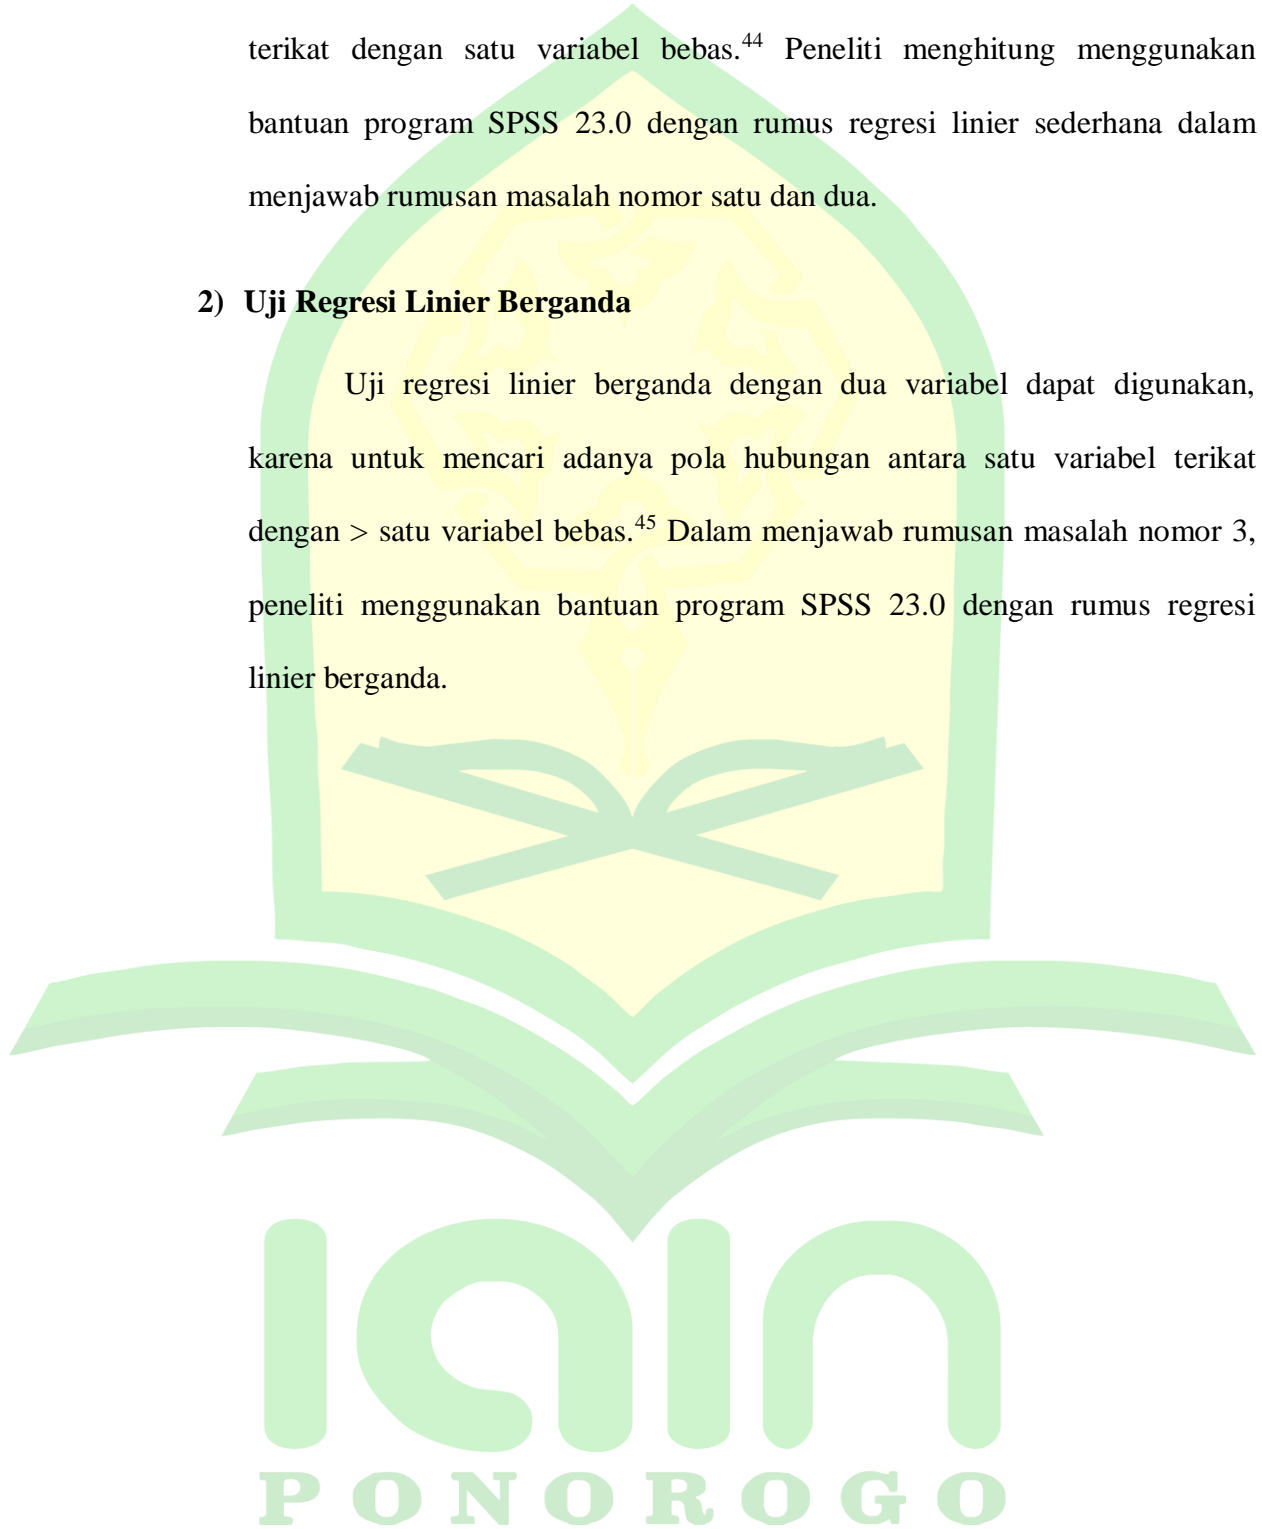 terikat dengan satu variabel bebas.44 Peneliti menghitung menggunakan
bantuan program SPSS 23.0 dengan rumus regresi linier sederhana dalam
menjawab rumusan masalah nomor satu dan dua.
2) Uji Regresi Linier Berganda
Uji regresi linier berganda dengan dua variabel dapat digunakan,
karena untuk mencari adanya pola hubungan antara satu variabel terikat
dengan > satu variabel bebas.45 Dalam menjawab rumusan masalah nomor 3,
peneliti menggunakan bantuan program SPSS 23.0 dengan rumus regresi
linier berganda.
iain
PONOROGO